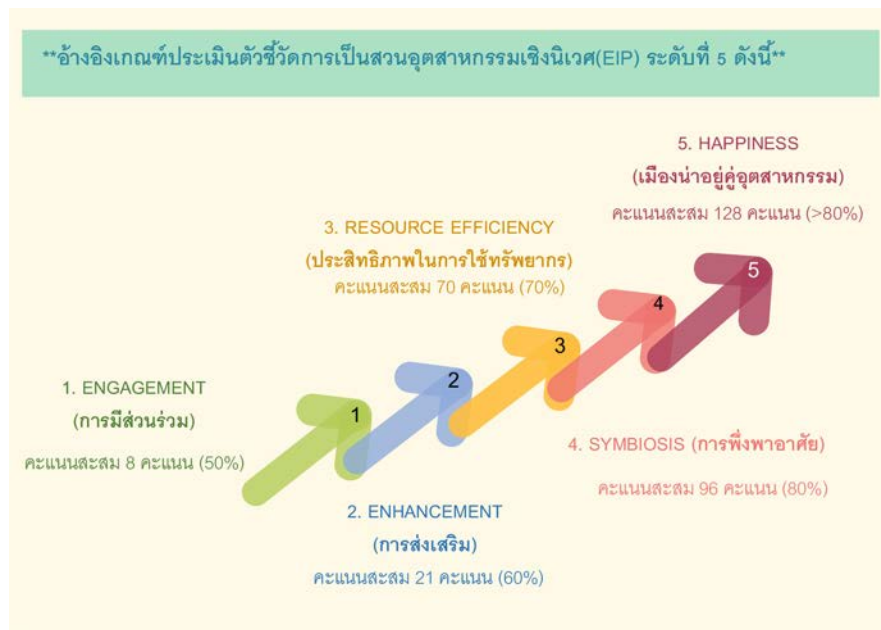 **อ้างอิงเกณฑ์ประเมินตัวชี้วัดการเป็นสวนอุตสาหกรรมเชิงนิเวศ(EIP) ระดับที่ 5 ดังนี้**
5. HAPPINESS
(เมืองน่าอยู่คู่อุตสาหกรรม)
คะแนนสะสม 128 คะแนน (>80%)
3. RESOURCE EFFICIENCY
(ประสิทธิภาพในการใช้ทรัพยากร)
คะแนนสะสม 70 คะแนน (70%)
5
4
3
2
1
1. ENGAGEMENT
(การมีส่วนร่วม)
คะแนนสะสม 8 คะแนน (50%)
4. SYMBIOSIS (การพึ่งพาอาศัย)
คะแนนสะสม 96 คะแนน (80%)
2. ENHANCEMENT
(การส่งเสริม)
คะแนนสะสม 21 คะแนน (60%)